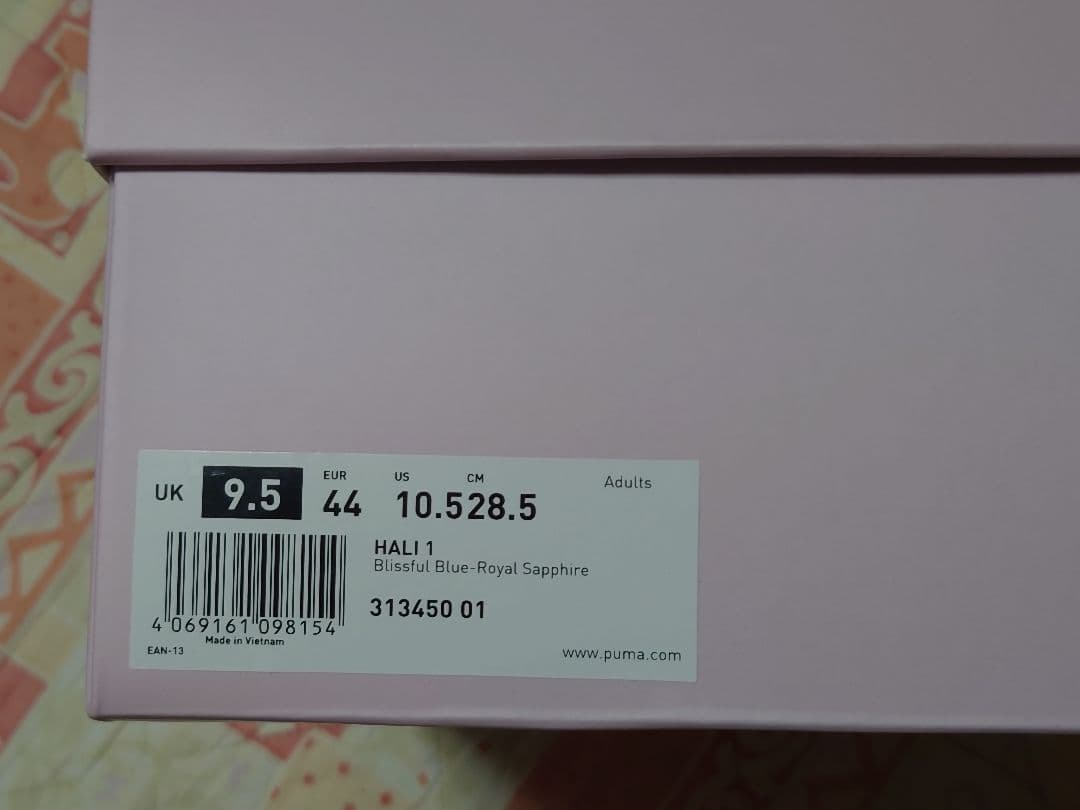 UK 9.5 EUR 44 US 10.5 CM 28.5 Adults
HALI 1
Blissful Blue-Royal Sapphire
313450 01
4 069161 098154
Made in Vietnam
EAN-13
www.puma.com